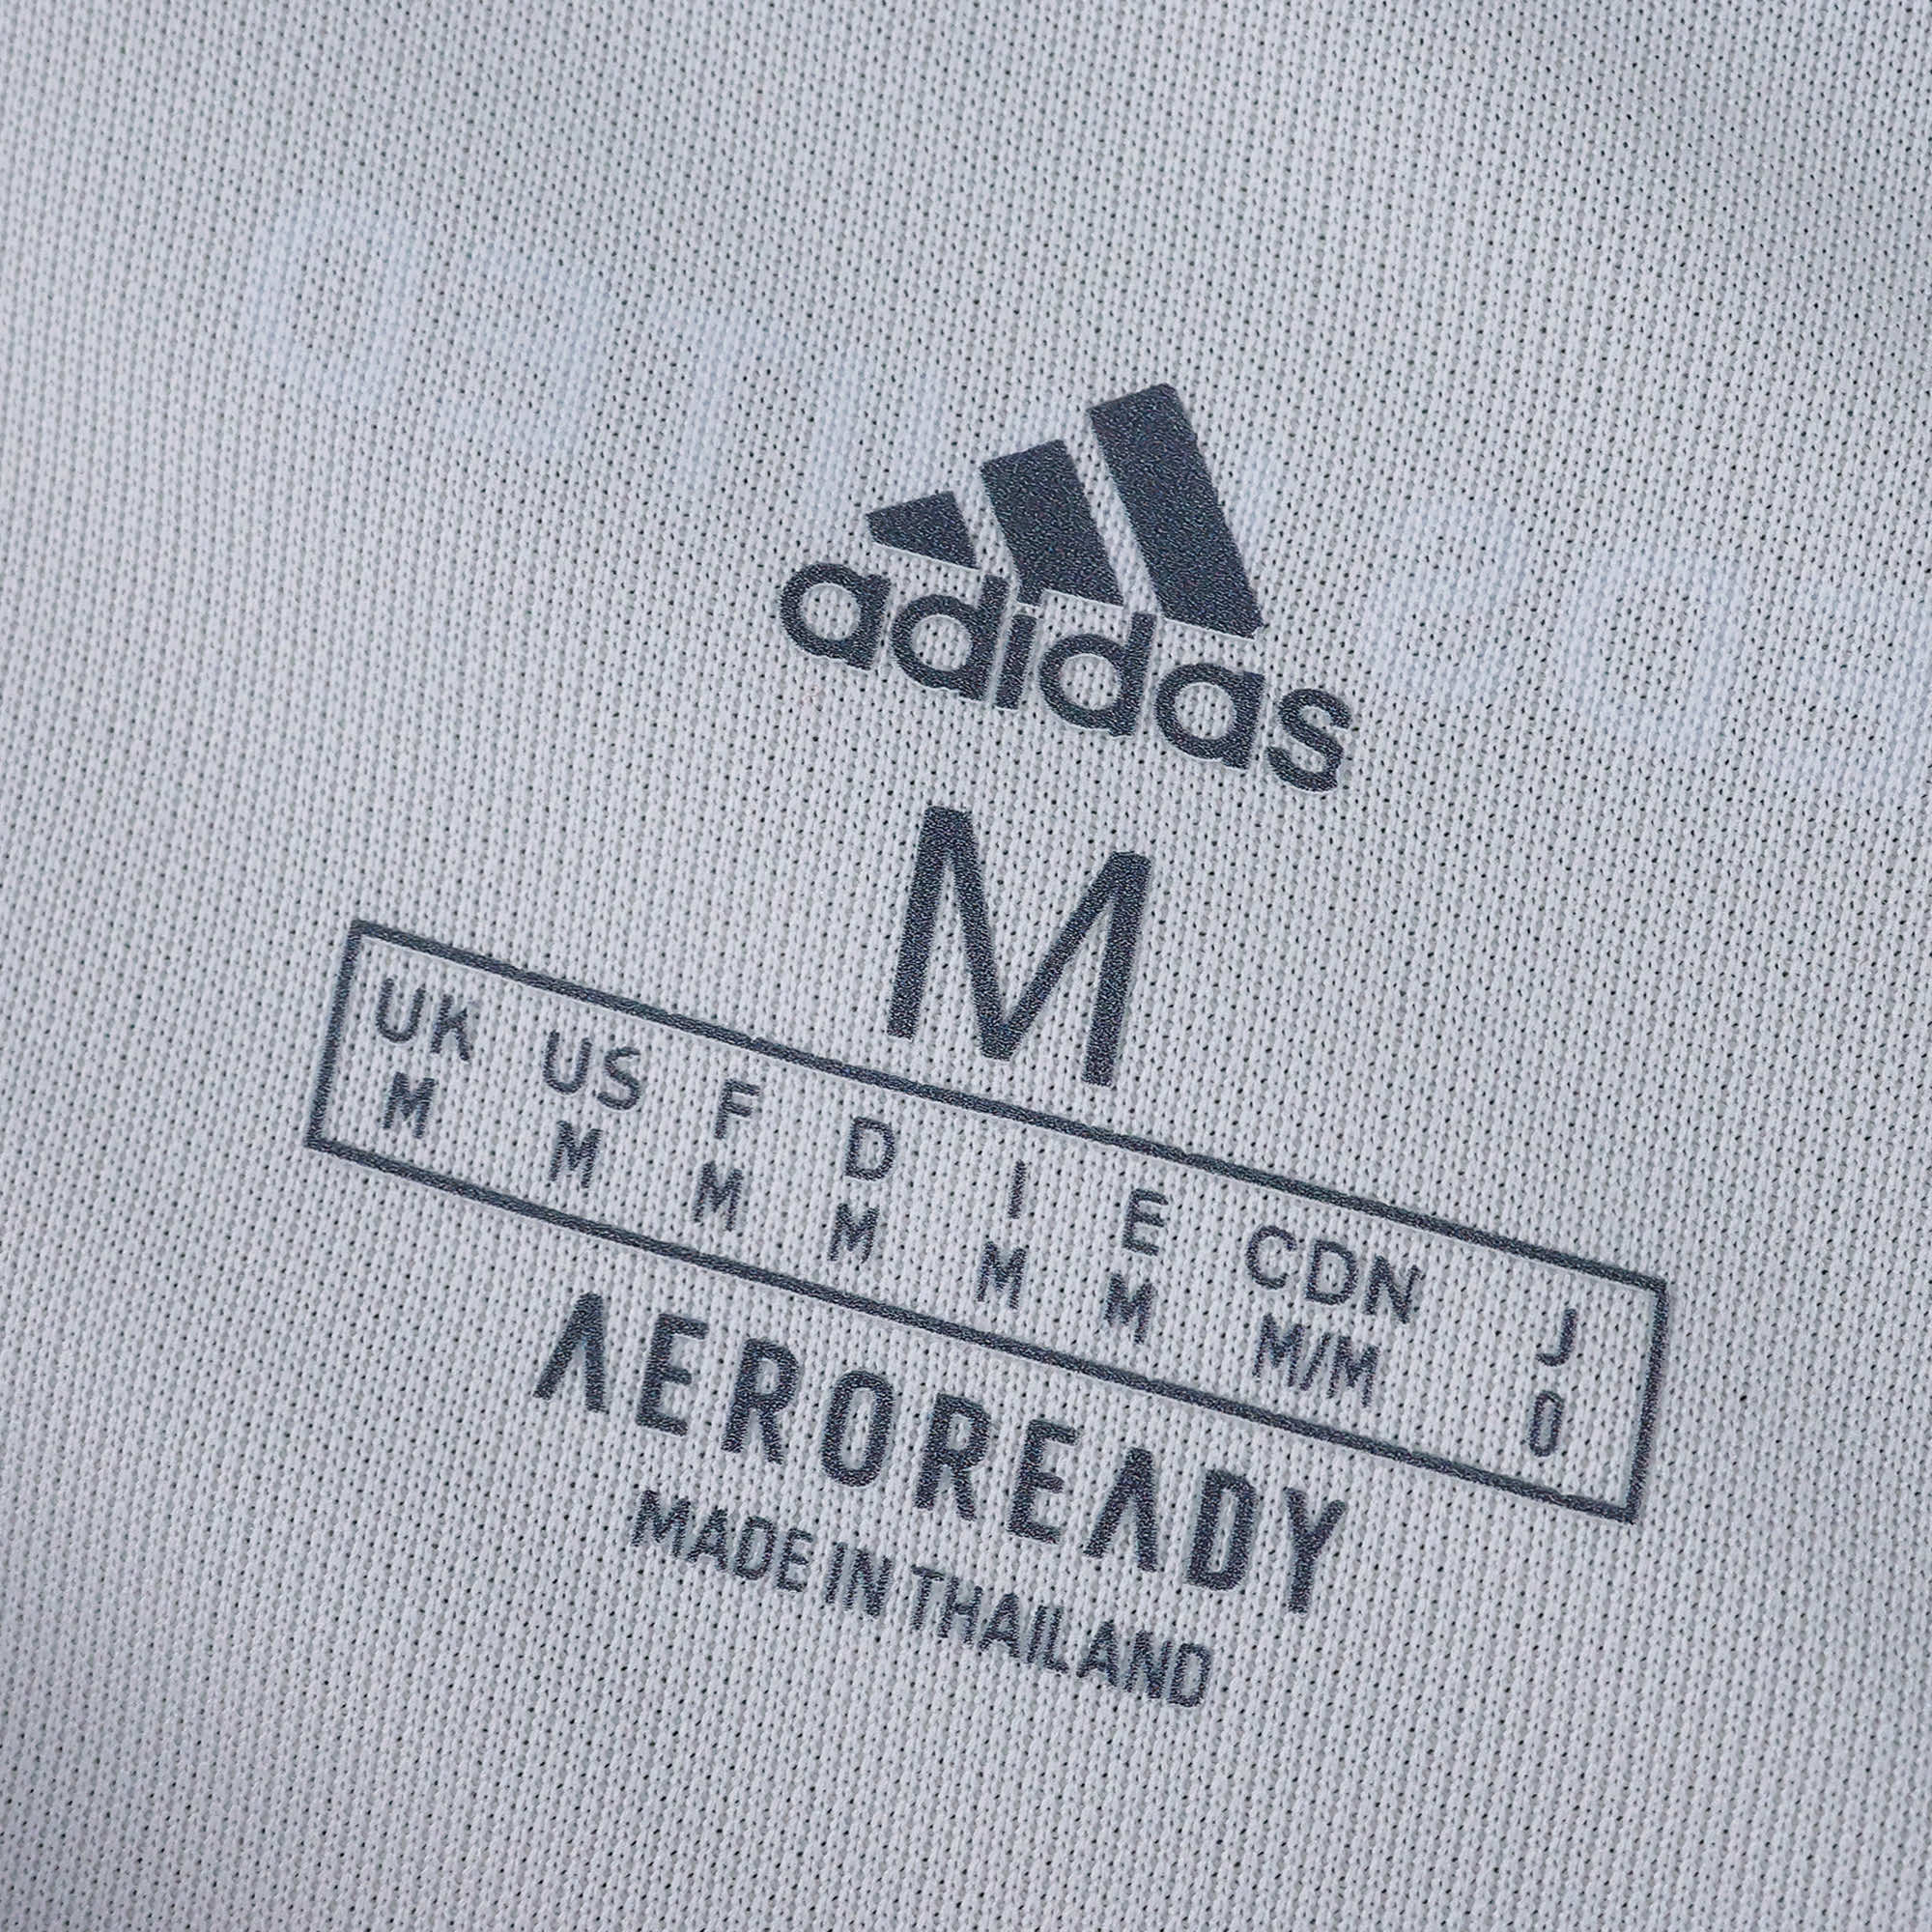 adidas
M
UK US F D I E CDN J
M M M M M M M/M O
AEROREADY
MADE IN THAILAND